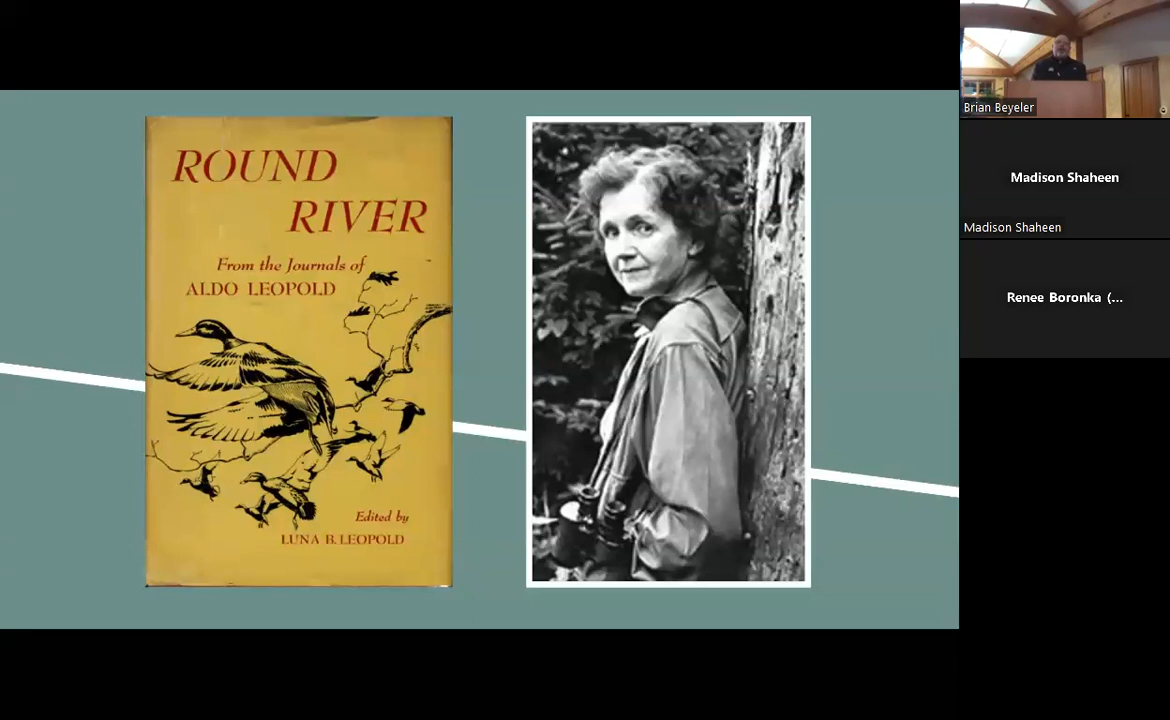 ROUND
RIVER
From the Journals of
ALDO LEOPOLD
Edited by
LUNA B. LEOPOLD
Brian Beyeler
Madison Shaheen
Madison Shaheen
Renee Boronka (...